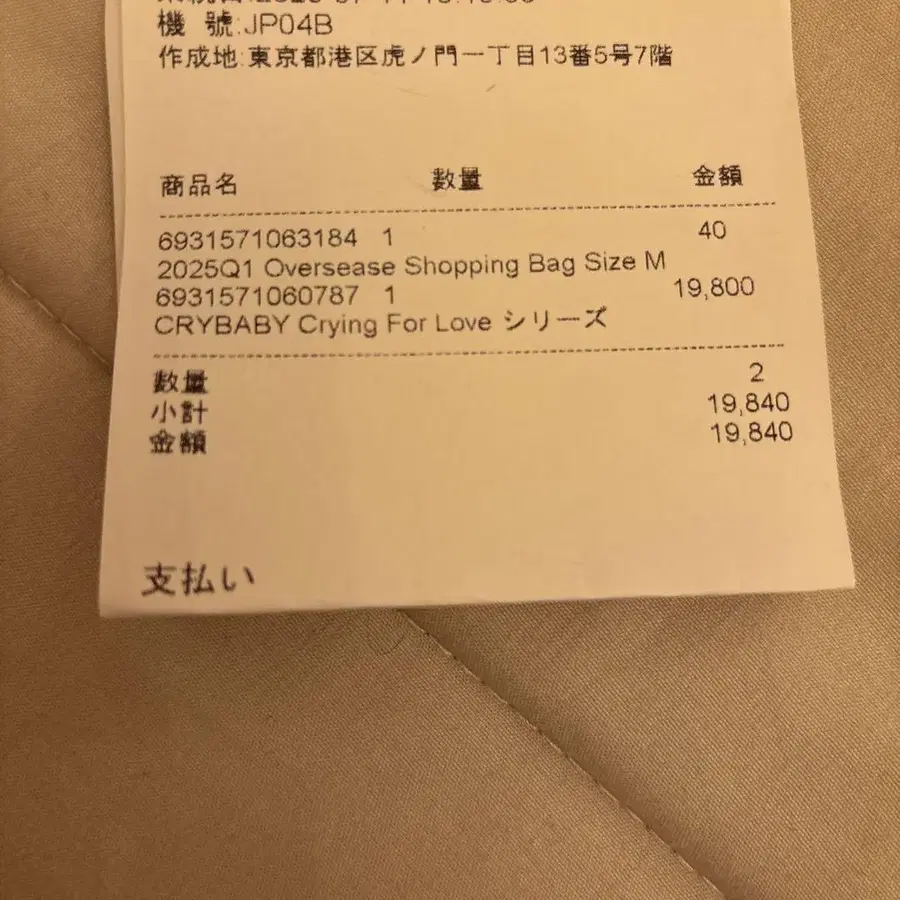 機 號:JP04B
作成地:東京都港区虎ノ門一丁目13番5号7階
商品名 数量 金額
6931571063184 1 40
2025Q1 Oversease Shopping Bag Size M
6931571060787 1 19,800
CRYBABY Crying For Love シリーズ
数量 2
小計 19,840
金額 19,840
支払い